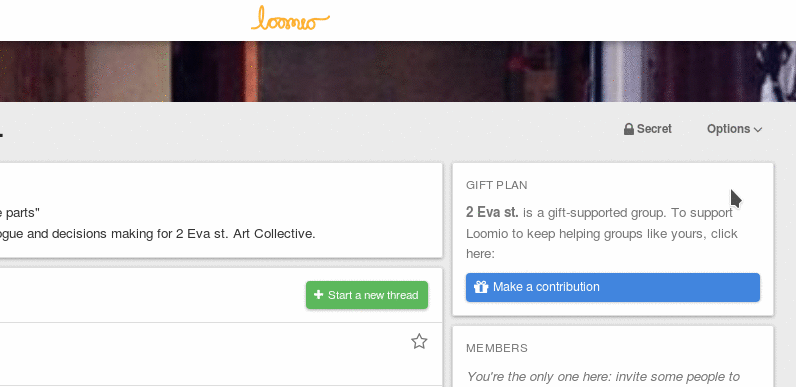 loomio
Secret
Options
parts"
ogue and decisions making for 2 Eva st. Art Collective.
Start a new thread
GIFT PLAN
2 Eva st. is a gift-supported group. To support
Loomio to keep helping groups like yours, click
here:
Make a contribution
MEMBERS
You're the only one here: invite some people to